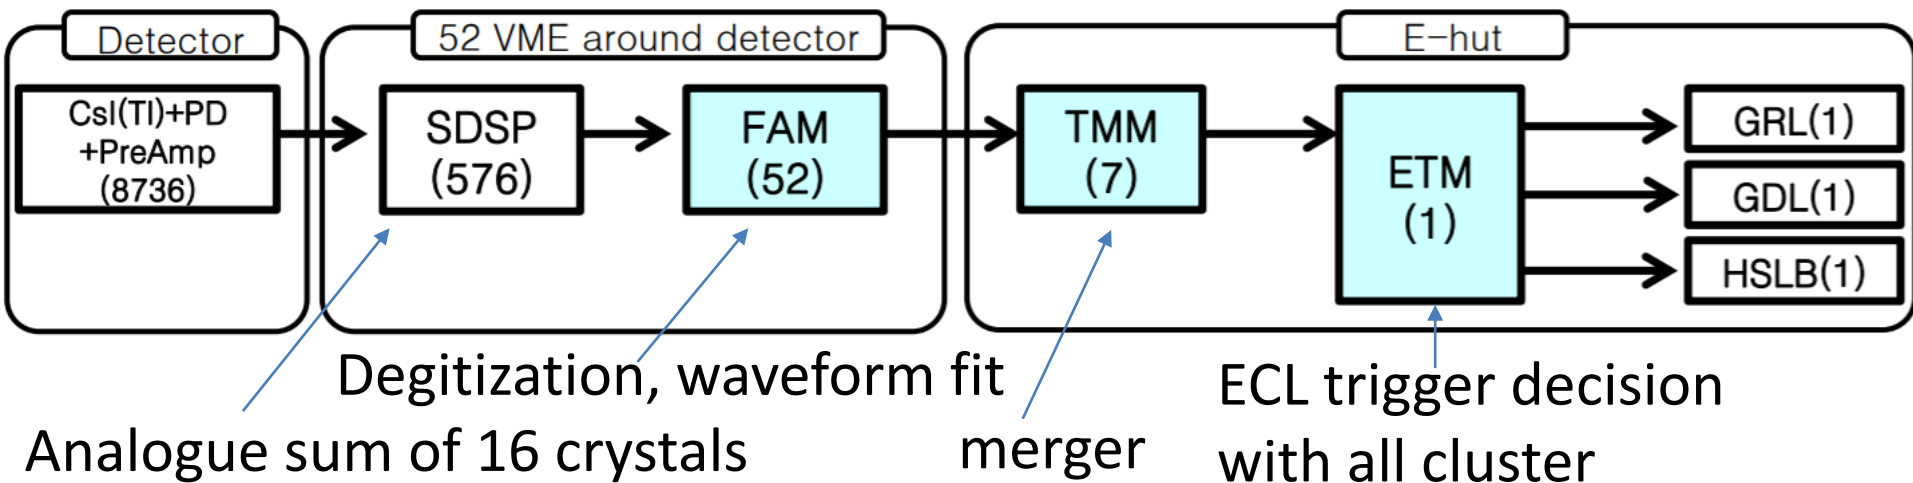 Detector
52 VME around detector
E-hut
CsI(Tl)+PD
+PreAmp
(8736)
SDSP
(576)
FAM
(52)
TMM
(7)
ETM
(1)
GRL(1)
GDL(1)
HSLB(1)
Degitization, waveform fit
Analogue sum of 16 crystals
merger
ECL trigger decision
with all cluster